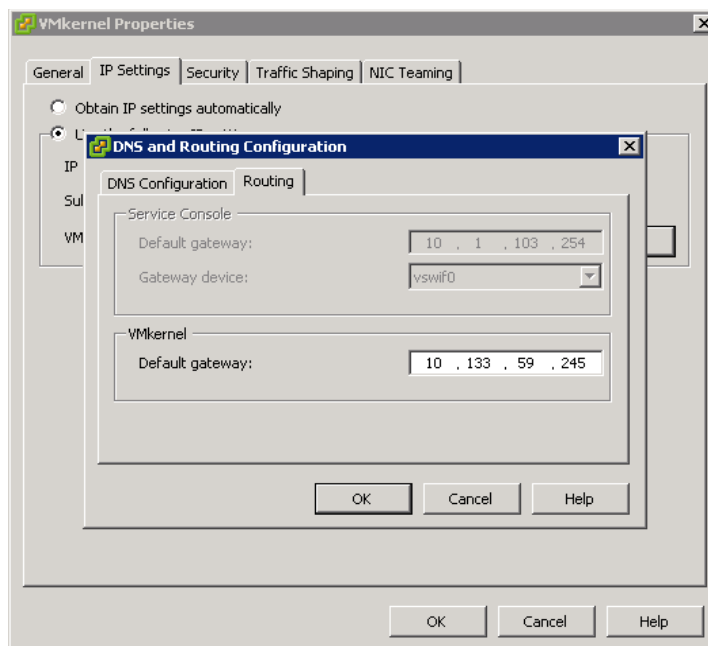 VMkernel Properties
General IP Settings Security Traffic Shaping NIC Teaming
Obtain IP settings automatically
DNS and Routing Configuration
IP
Sul
VM
DNS Configuration Routing
Service Console
Default gateway: 10 . 1 . 103 . 254
Gateway device: vswif0
VMkernel
Default gateway: 10 . 133 . 59 . 245
OK Cancel Help
OK Cancel Help